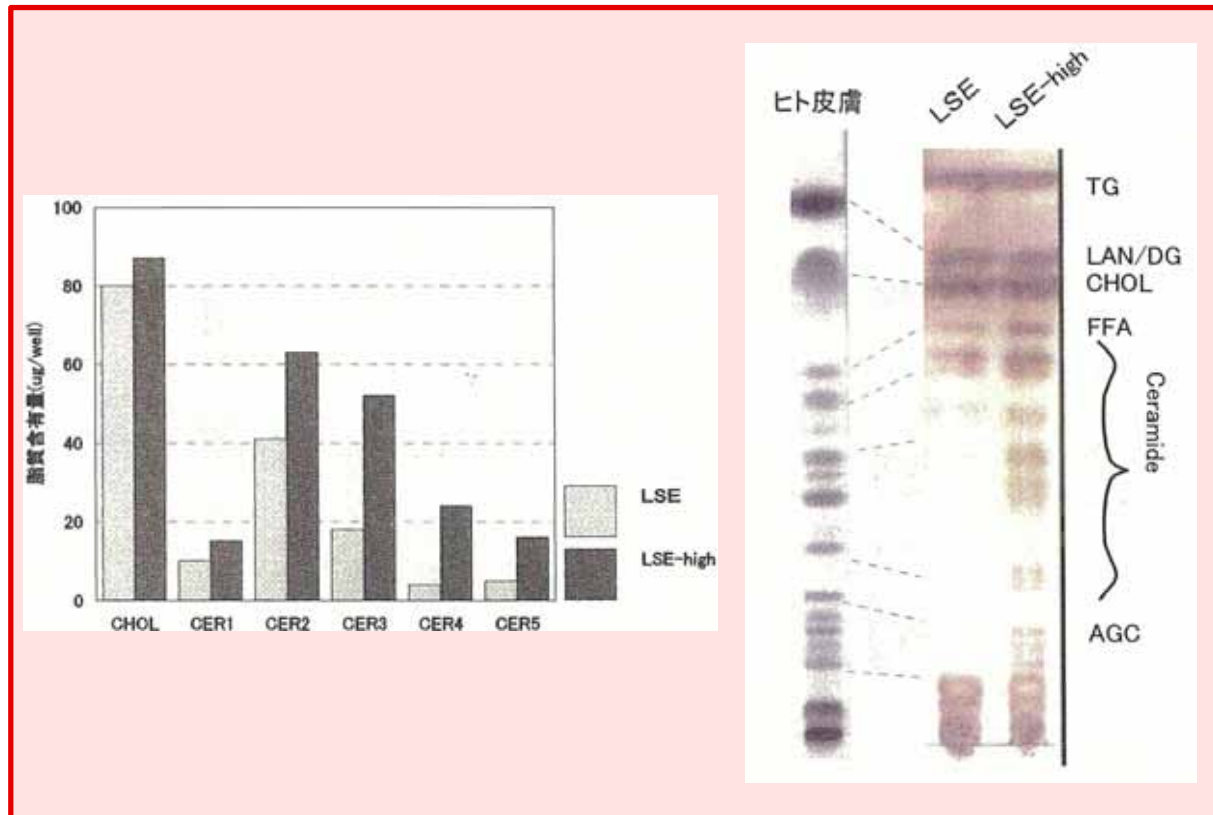 100
80
60
40
20
0
脂質含有量(ug/well)
CHOL CER1 CER2 CER3 CER4 CER5
LSE
LSE-high
ヒト皮膚
LSE
LSE-high
TG
LAN/DG
CHOL
FFA
Ceramide
AGC